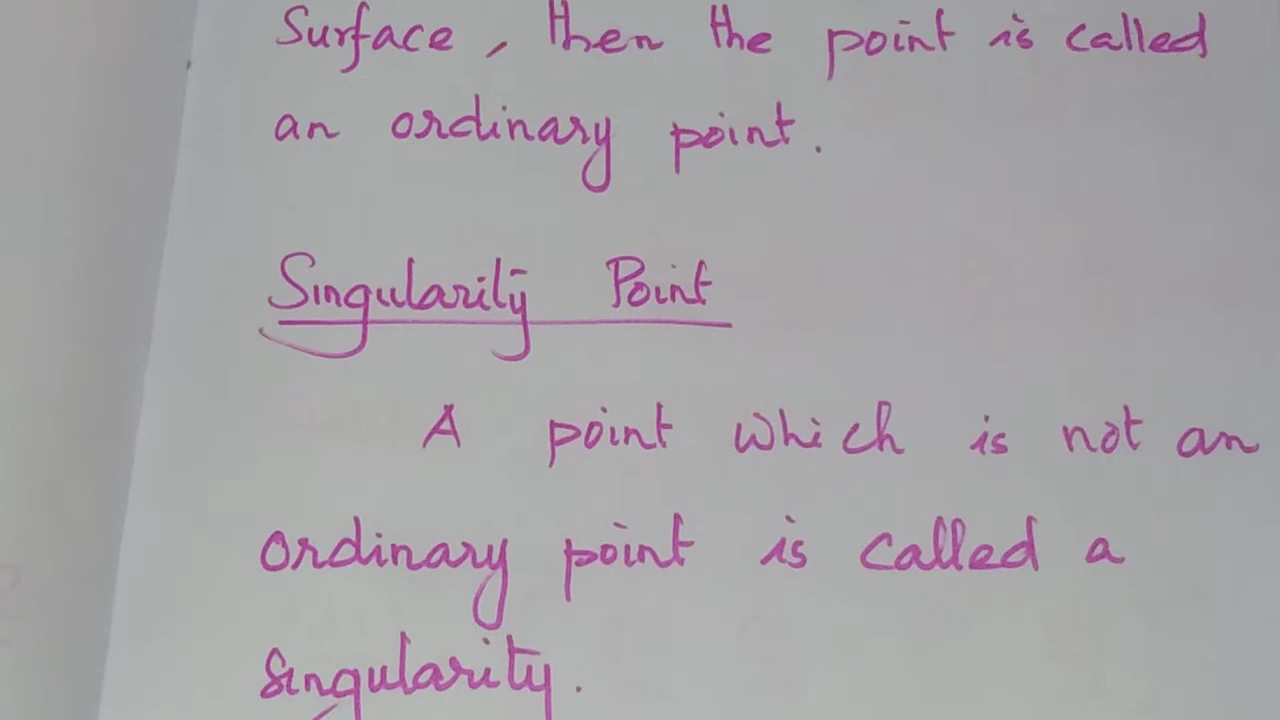 Surface, then the point is called
an ordinary point.
Singularity Point
A point which is not an
ordinary point is called a
singularity.